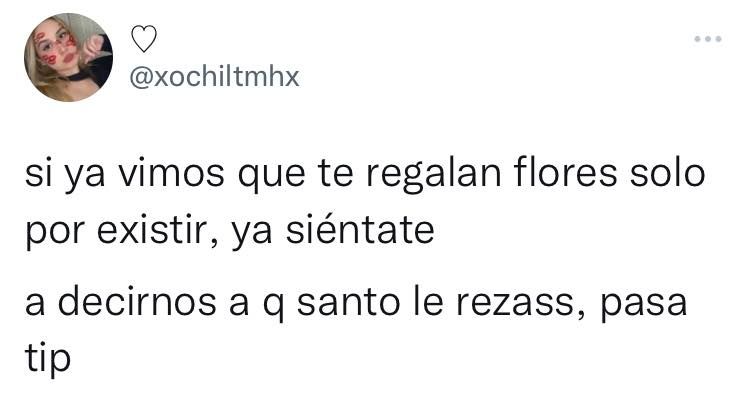 @xochiltmhx
si ya vimos que te regalan flores solo
por existir, ya siéntate
a decirnos a q santo le rezass, pasa
tip